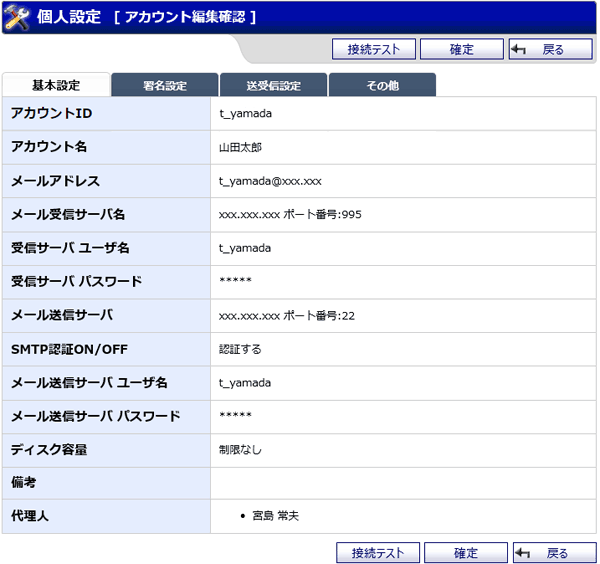 個人設定 [ アカウント編集確認 ]
接続テスト 確定 戻る
基本設定 署名設定 送受信設定 その他
アカウントID t_yamada
アカウント名 山田太郎
メールアドレス t_yamada@xxx.xxx
メール受信サーバ名 xxx.xxx.xxx ポート番号:995
受信サーバ ユーザ名 t_yamada
受信サーバ パスワード *****
メール送信サーバ xxx.xxx.xxx ポート番号:22
SMTP認証ON/OFF 認証する
メール送信サーバ ユーザ名 t_yamada
メール送信サーバ パスワード *****
ディスク容量 制限なし
備考
代理人 • 宮島 常夫
接続テスト 確定 戻る